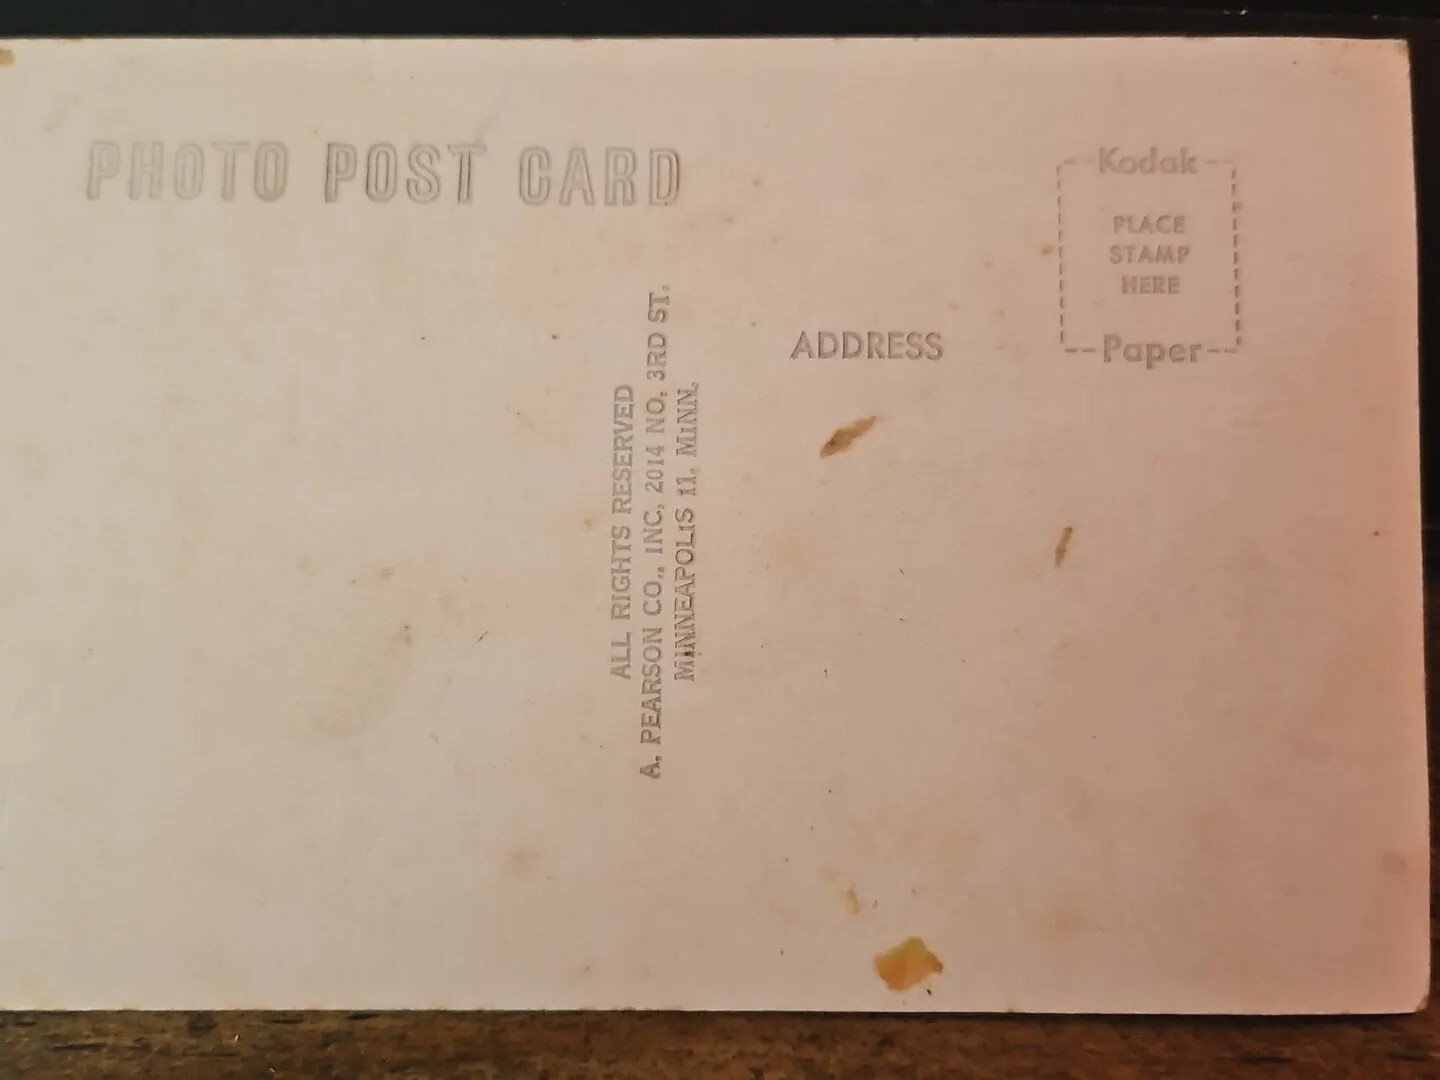 PHOTO POST CARD
Kodak
PLACE
STAMP
HERE
Paper
ADDRESS
ALL RIGHTS RESERVED
A. PEARSON CO., INC. 2014 NO. 3RD ST.
MINNEAPOLIS 11, MINN.